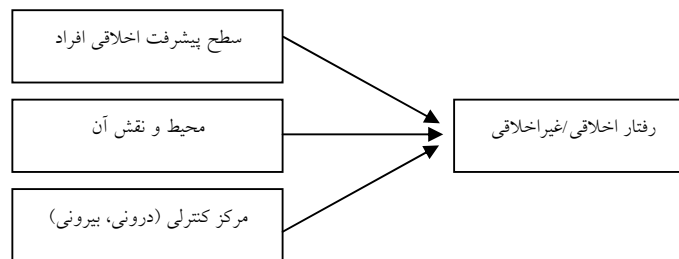 سطح پیشرفت اخلاقی افراد
محیط و نقش آن
رفتار اخلاقی/غیراخلاقی
مرکز کنترلی (درونی، بیرونی)